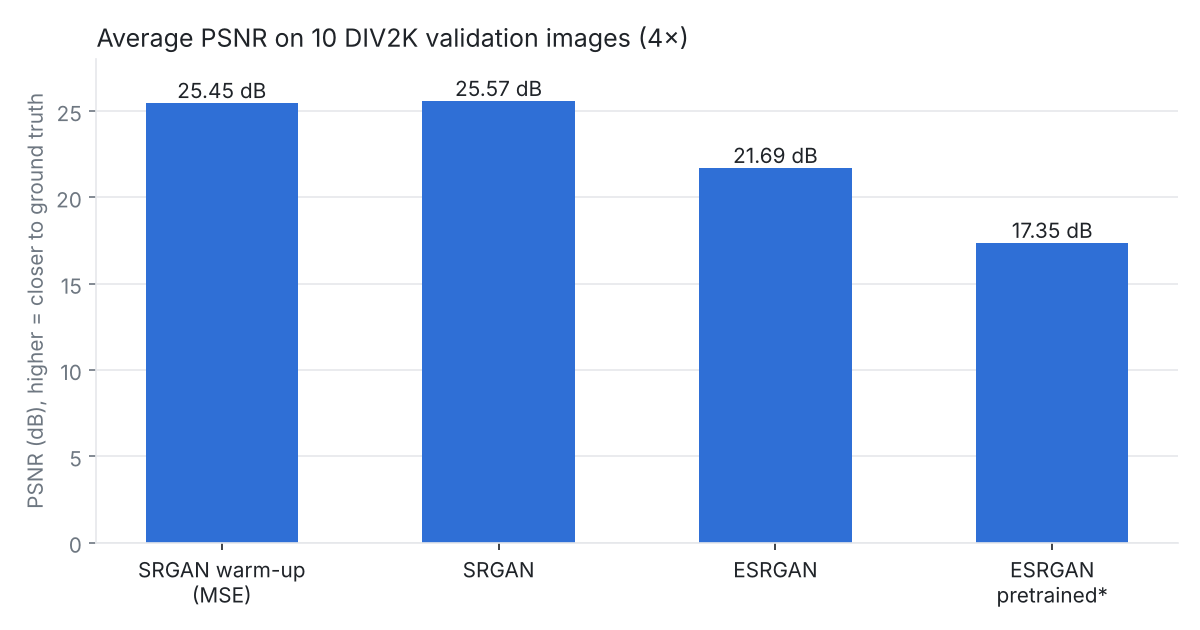 Average PSNR on 10 DIV2K validation images (4×)
PSNR (dB), higher = closer to ground truth
25
20
15
10
5
0
25.45 dB
25.57 dB
21.69 dB
17.35 dB
SRGAN warm-up
(MSE)
SRGAN
ESRGAN
ESRGAN
pretrained*